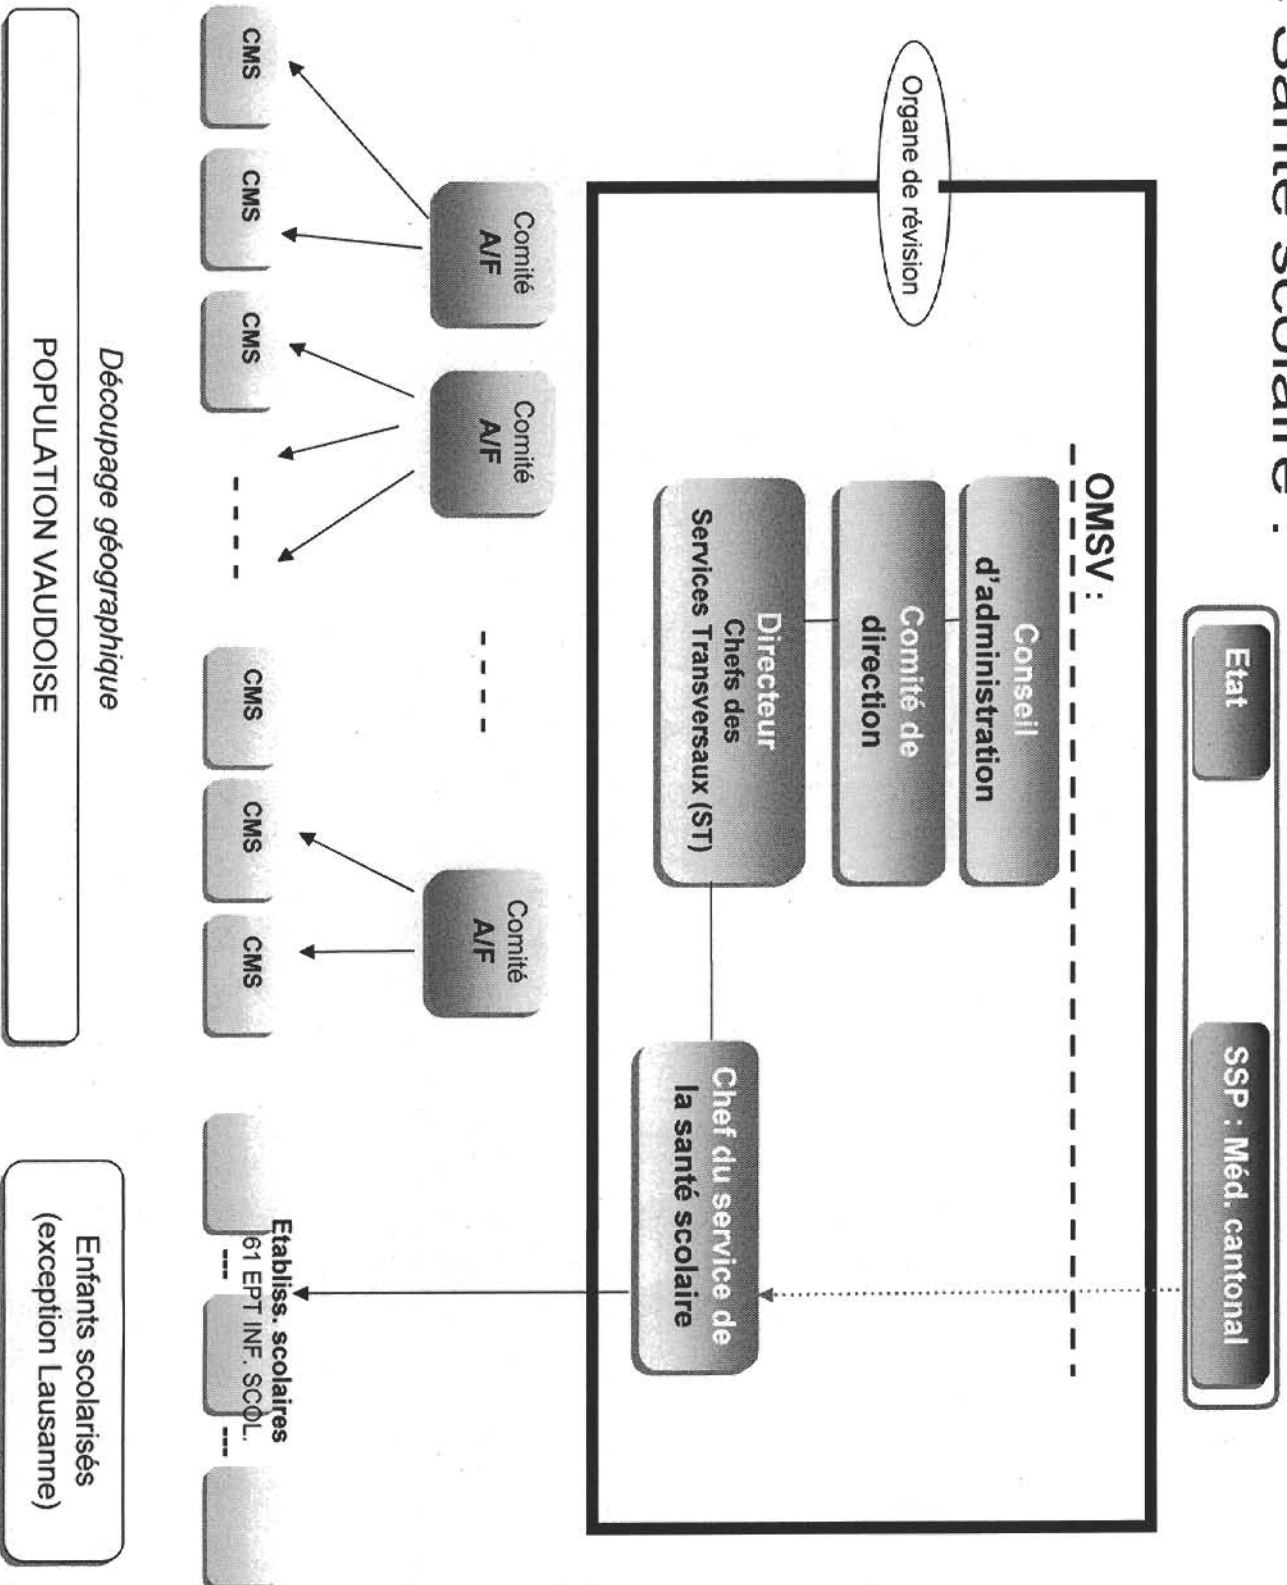 Santé scolaire :
Etat
SSP : Méd. cantonal
OMSV :
Conseil
d'administration
Comité de
direction
Directeur
Chefs des
Services Transversaux (ST)
Organe de révision
Chef du service de
la santé scolaire
Comité
A/F
Comité
A/F
Comité
A/F
CMS
CMS
CMS
CMS
CMS
CMS
Etabliss. scolaires
61 EPT INF. SCOL.
Découpage géographique
POPULATION VAUDOISE
Enfants scolarisés
(exception Lausanne)